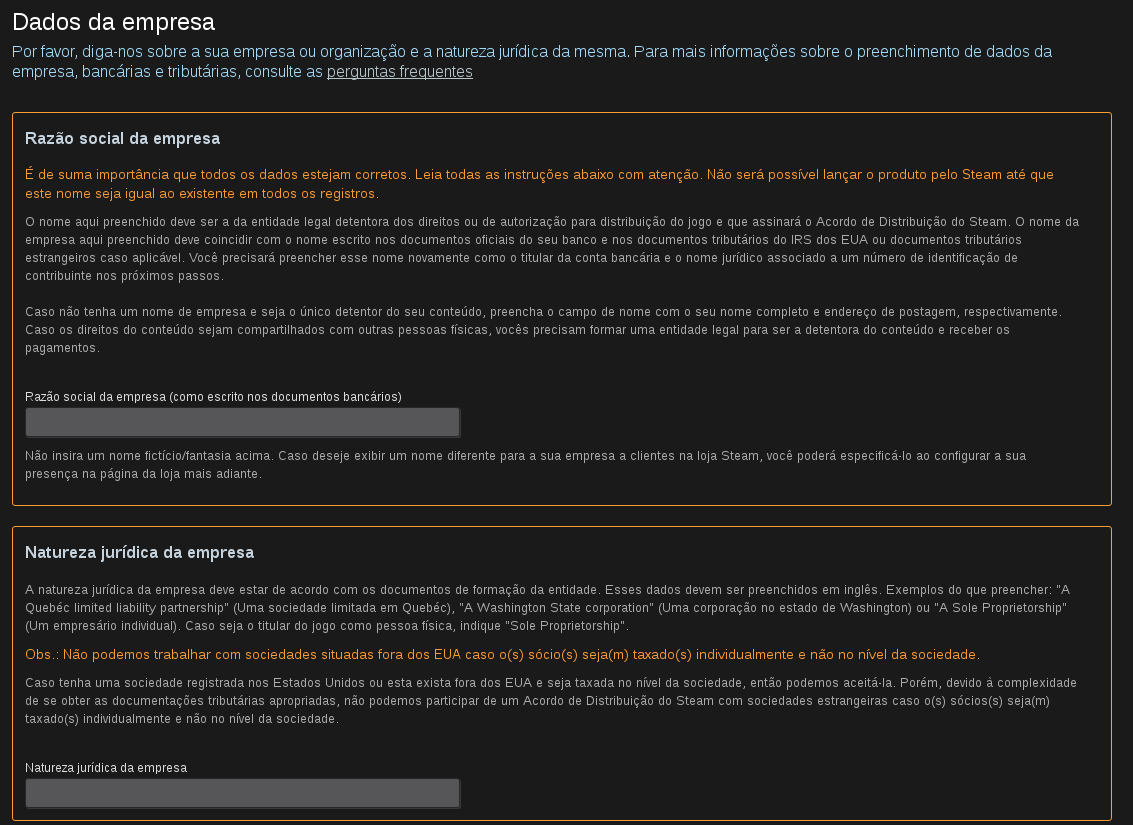 Dados da empresa
Por favor, diga-nos sobre a sua empresa ou organização e a natureza jurídica da mesma. Para mais informações sobre o preenchimento de dados da
empresa, bancárias e tributárias, consulte as perguntas frequentes
Razão social da empresa
É de suma importância que todos os dados estejam corretos. Leia todas as instruções abaixo com atenção. Não será possível lançar o produto pelo Steam até que
este nome seja igual ao existente em todos os registros.
O nome aqui preenchido deve ser a da entidade legal detentora dos direitos ou de autorização para distribuição do jogo e que assinará o Acordo de Distribuição do Steam. O nome da
empresa aqui preenchido deve coincidir com o nome escrito nos documentos oficiais do seu banco e nos documentos tributários do IRS dos EUA ou documentos tributários
estrangeiros caso aplicável. Você precisará preencher esse nome novamente como o titular da conta bancária e o nome jurídico associado a um número de identificação de
contribuinte nos próximos passos.
Caso não tenha um nome de empresa e seja o único detentor do seu conteúdo, preencha o campo de nome com o seu nome completo e endereço de postagem, respectivamente.
Caso os direitos do conteúdo sejam compartilhados com outras pessoas físicas, vocês precisam formar uma entidade legal para ser a detentora do conteúdo e receber os
pagamentos.
Razão social da empresa (como escrito nos documentos bancários)
Não insira um nome fictício/fantasia acima. Caso deseje exibir um nome diferente para a sua empresa a clientes na loja Steam, você poderá especificá-lo ao configurar a sua
presença na página da loja mais adiante.
Natureza jurídica da empresa
A natureza jurídica da empresa deve estar de acordo com os documentos de formação da entidade. Esses dados devem ser preenchidos em inglês. Exemplos do que preencher: "A
Quebéc limited liability partnership" (Uma sociedade limitada em Quebéc), "A Washington State corporation" (Uma corporação no estado de Washington) ou "A Sole Proprietorship"
(Um empresário individual). Caso seja o titular do jogo como pessoa física, indique "Sole Proprietorship".
Obs.: Não podemos trabalhar com sociedades situadas fora dos EUA caso o(s) sócio(s) seja(m) taxado(s) individualmente e não no nível da sociedade.
Caso tenha uma sociedade registrada nos Estados Unidos ou esta exista fora dos EUA e seja taxada no nível da sociedade, então podemos aceitá-la. Porém, devido à complexidade
de se obter as documentações tributárias apropriadas, não podemos participar de um Acordo de Distribuição do Steam com sociedades estrangeiras caso o(s) sócios(s) seja(m)
taxado(s) individualmente e não no nível da sociedade.
Natureza jurídica da empresa